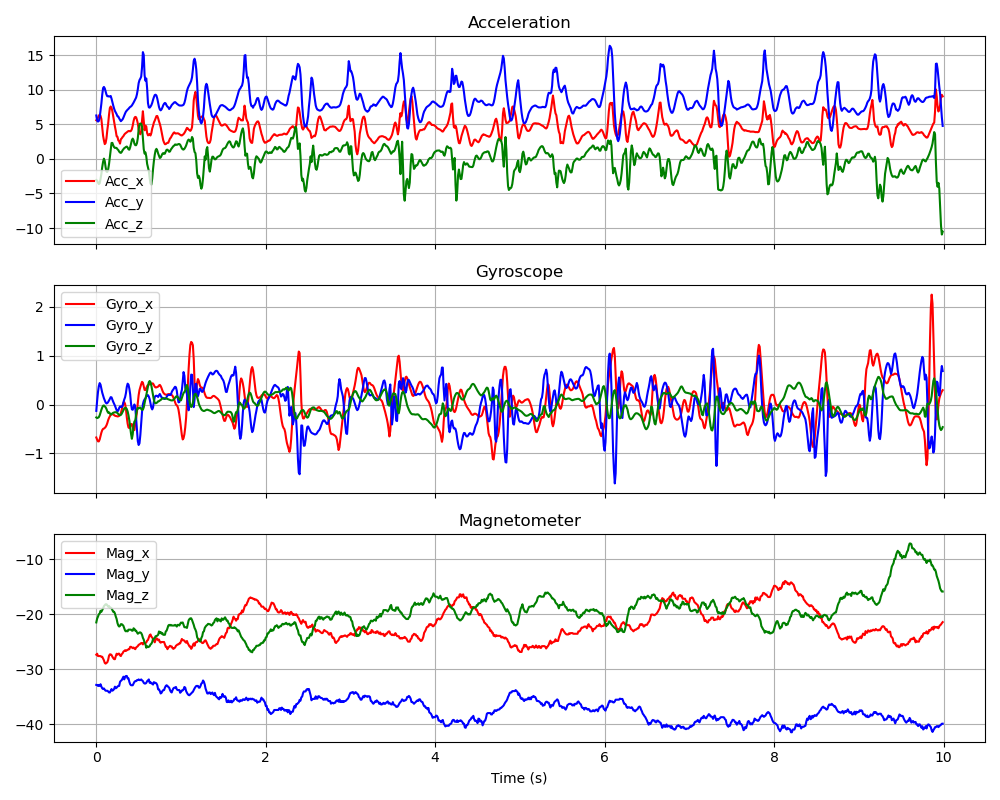 Acceleration
15
10
5
0
−5
−10
Acc_x
Acc_y
Acc_z
Gyroscope
2
1
0
−1
Gyro_x
Gyro_y
Gyro_z
Magnetometer
−10
−20
−30
−40
Mag_x
Mag_y
Mag_z
0 2 4 6 8 10
Time (s)